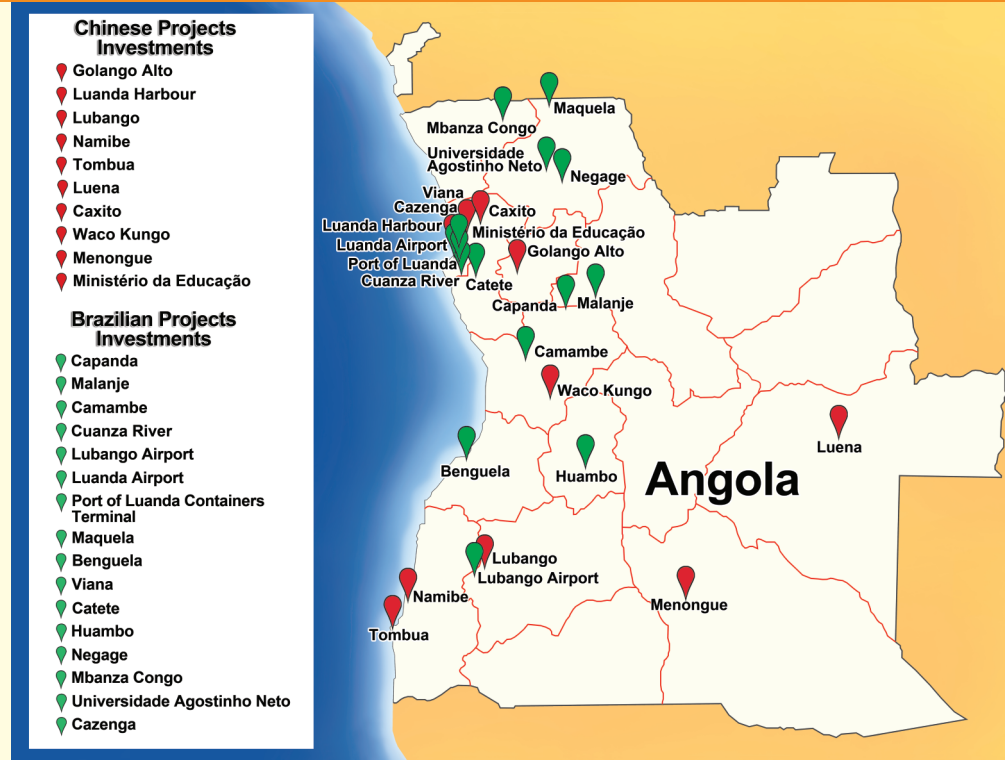 Chinese Projects
Investments
Golango Alto
Luanda Harbour
Lubango
Namibe
Tombua
Luena
Caxito
Waco Kungo
Menongue
Ministério da Educação
Brazilian Projects
Investments
Capanda
Malanje
Camambe
Cuanza River
Lubango Airport
Luanda Airport
Port of Luanda Containers
Terminal
Maquela
Benguela
Viana
Catete
Huambo
Negage
Mbanza Congo
Universidade Agostinho Neto
Cazenga
Maquela
Mbanza Congo
Universidade
Agostinho Neto
Negage
Viana
Cazenga
Caxito
Luanda Harbour
Ministério da Educação
Luanda Airport
Golango Alto
Port of Luanda
Cuanza River
Catete
Capanda
Malanje
Camambe
Waco Kungo
Luena
Benguela
Huambo
Angola
Lubango
Lubango Airport
Namibe
Menongue
Tombua